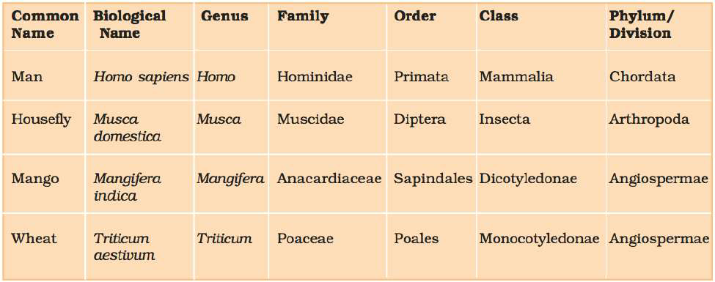 Common Biological Genus Family Order Class Phylum/
Name Name Division
Man Homo sapiens Homo Hominidae Primata Mammalia Chordata
Housefly Musca Musca Muscidae Diptera Insecta Arthropoda
domestica
Mango Mangifera Mangifera Anacardiaceae Sapindales Dicotyledonae Angiospermae
indica
Wheat Triticum Triticum Poaceae Poales Monocotyledonae Angiospermae
aestivum